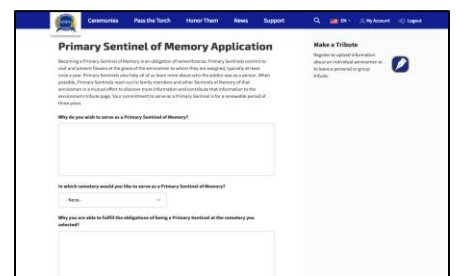 Ceremonies Pass the Torch Honor Them News Support EN My Account Logout
Primary Sentinel of Memory Application
Becoming a Primary Sentinel of Memory is an obligation of remembrance. Primary Sentinels commit to
visit and present flowers at the grave of the servicemen to whom they are assigned, typically at least
once a year. Primary Sentinels also help all of us learn more about who the soldier was as a person. When
possible, Primary Sentinels reach out to family members and other Sentinels of Memory of that
serviceman in a mutual effort to discover more information and contribute that information to the
serviceman's tribute page. Your commitment to serve as a Primary Sentinel is for a renewable period of
three years.
Why do you wish to serve as a Primary Sentinel of Memory?
In which cemetery would you like to serve as a Primary Sentinel of Memory?
- None -
Why you are able to fulfill the obligations of being a Primary Sentinel at the cemetery you
selected?
Make a Tribute
Register to upload information
about an individual serviceman or
to leave a personal or group
tribute.